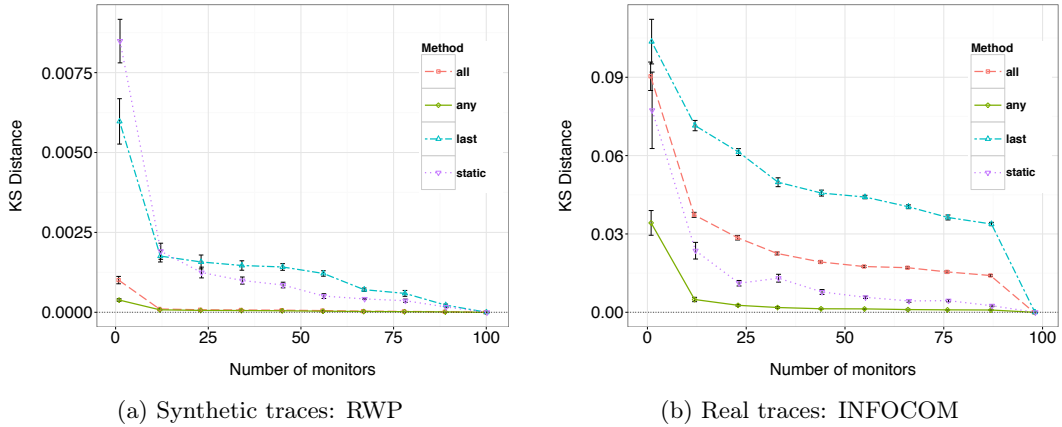 KS Distance
0.0075
0.0050
0.0025
0.0000
0
25
50
75
100
Number of monitors
Method
all
any
last
static
(a) Synthetic traces: RWP
KS Distance
0.09
0.06
0.03
0.00
0
25
50
75
100
Number of monitors
Method
all
any
last
static
(b) Real traces: INFOCOM